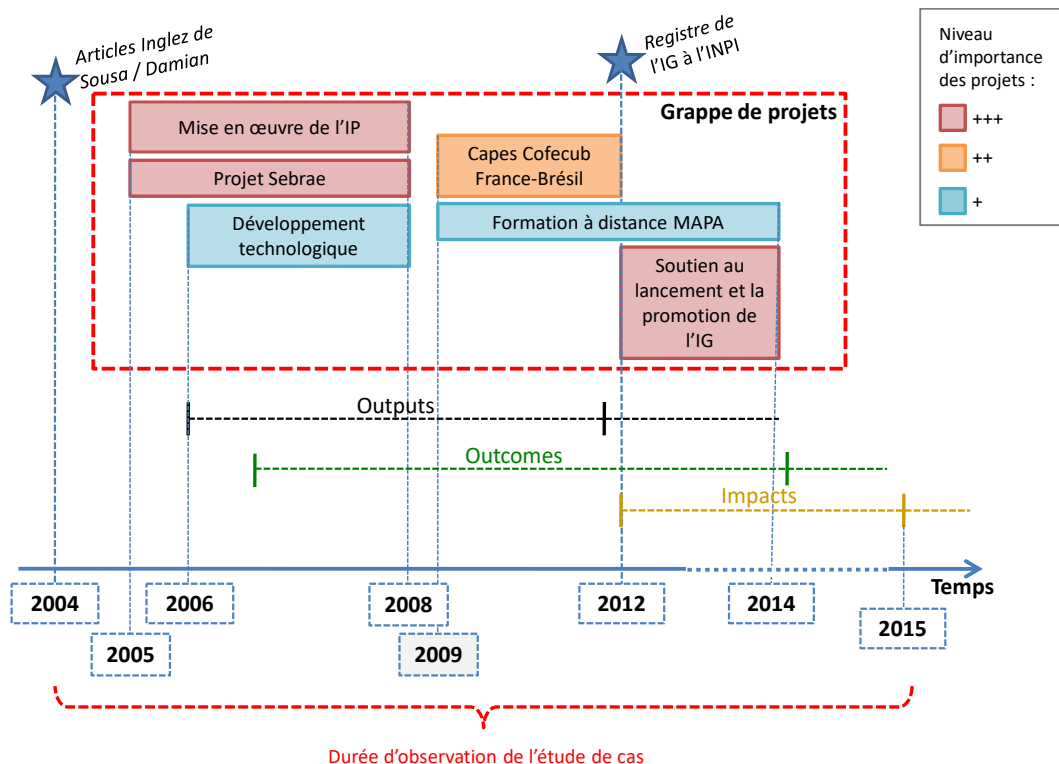 Articles Inglez de
Sousa / Damian
Registre de
l’IG à l’INPI
Niveau
d’importance
des projets :
+++
++
+
Grappe de projets
Mise en œuvre de l’IP
Projet Sebrae
Développement
technologique
Capes Cofecub
France-Brésil
Formation à distance MAPA
Soutien au
lancement et la
promotion de
l’IG
Outputs
Outcomes
Impacts
Temps
2004
2006
2008
2012
2014
2015
2005
2009
Durée d’observation de l’étude de cas